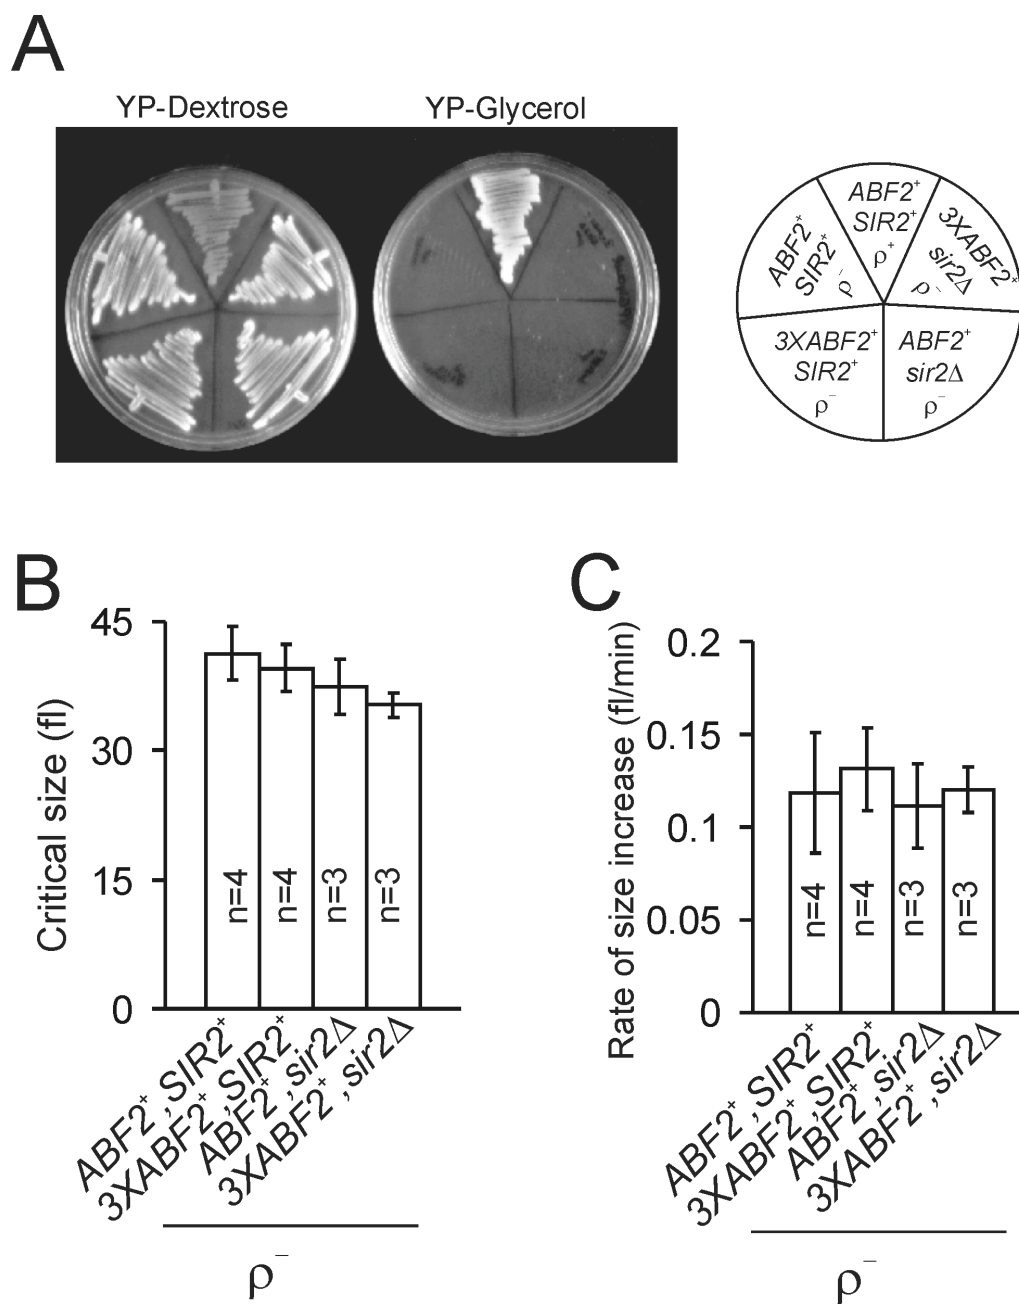 A
YP-Dextrose
YP-Glycerol
ABF2⁺
SIR2⁺
ρ⁻
ABF2⁺
SIR2⁺
ρ⁺
3XABF2⁺
sir2Δ
ρ⁻
3XABF2⁺
SIR2⁺
ρ⁻
ABF2⁺
sir2Δ
ρ⁻
B
Critical size (fl)
45
30
15
0
n=4
n=4
n=3
n=3
ABF2⁺, SIR2⁺
3XABF2⁺, SIR2⁺
ABF2⁺, sir2Δ
3XABF2⁺, sir2Δ
ρ⁻
C
Rate of size increase (fl/min)
0.2
0.15
0.1
0.05
0
n=4
n=4
n=3
n=3
ABF2⁺, SIR2⁺
3XABF2⁺, SIR2⁺
ABF2⁺, sir2Δ
3XABF2⁺, sir2Δ
ρ⁻